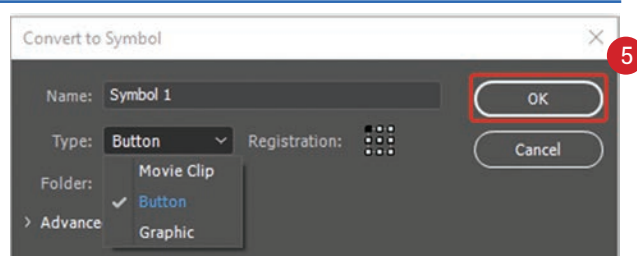 Convert to Symbol
5
Name: Symbol 1
OK
Type: Button Registration:
Cancel
Movie Clip
Folder:
Button
Advance
Graphic